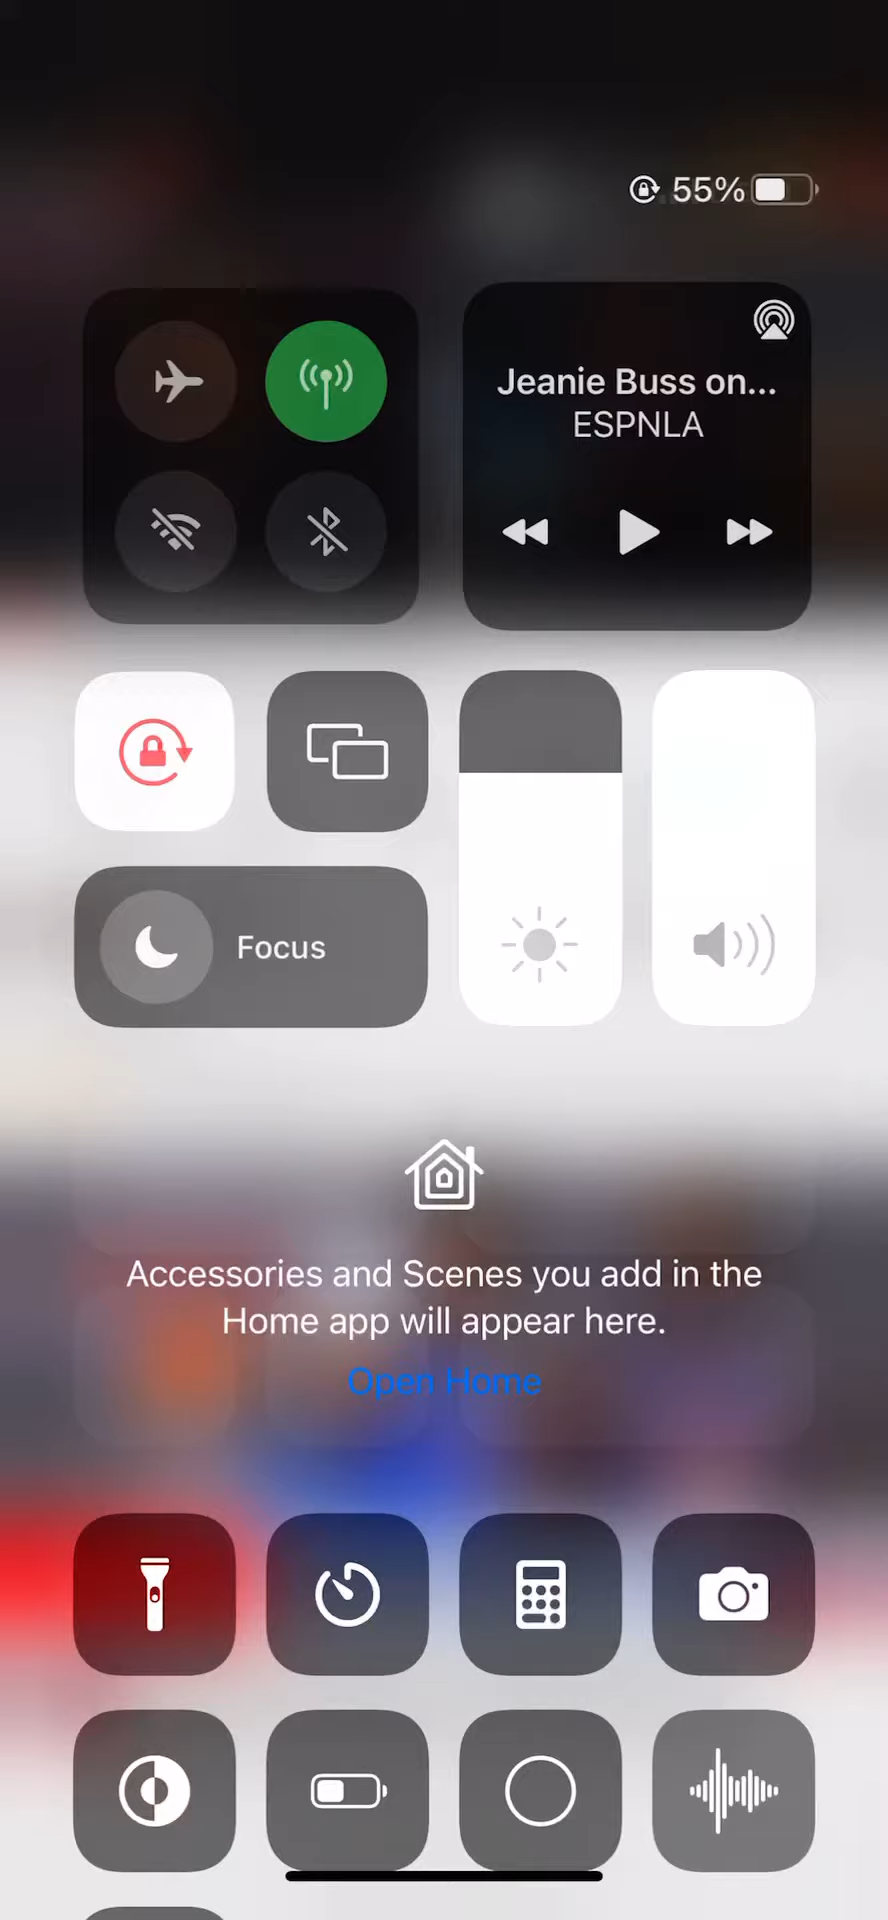 55%
Jeanie Buss on...
ESPNLA
Focus
Accessories and Scenes you add in the
Home app will appear here.
Open Home